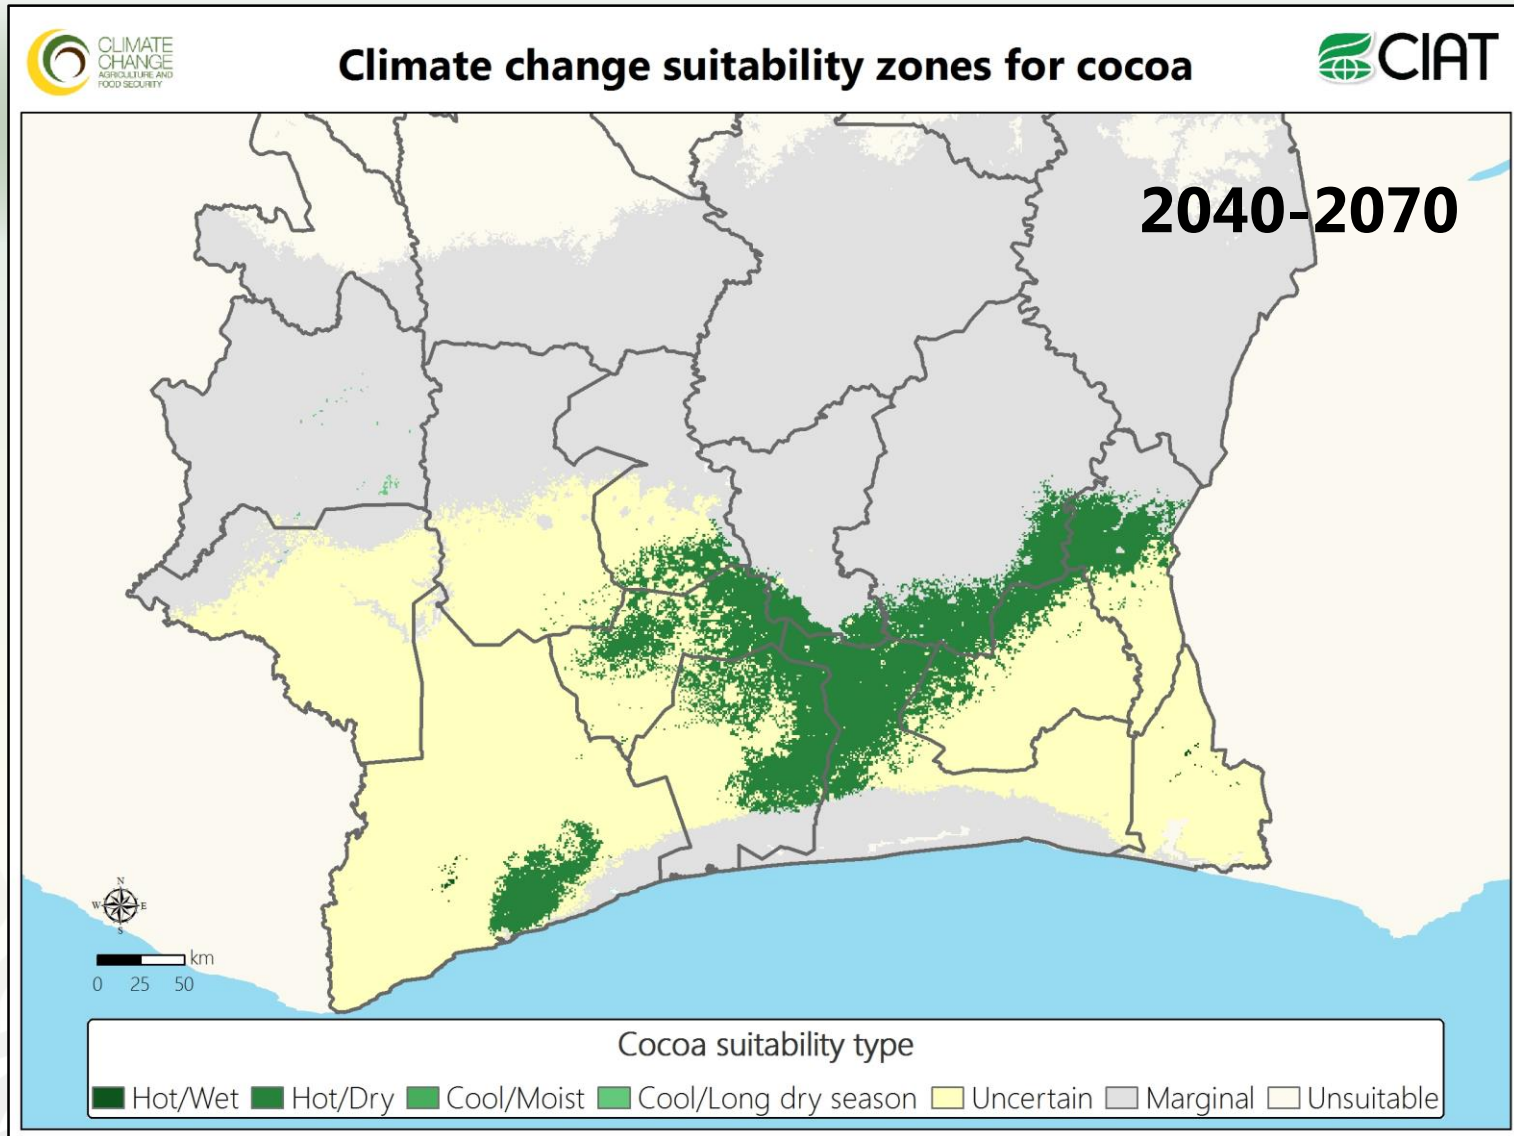 CLIMATE
CHANGE
AGRICULTURE AND
FOOD SECURITY
Climate change suitability zones for cocoa
CIAT
2040-2070
N
W E
S
km
0 25 50
Cocoa suitability type
Hot/Wet Hot/Dry Cool/Moist Cool/Long dry season Uncertain Marginal Unsuitable